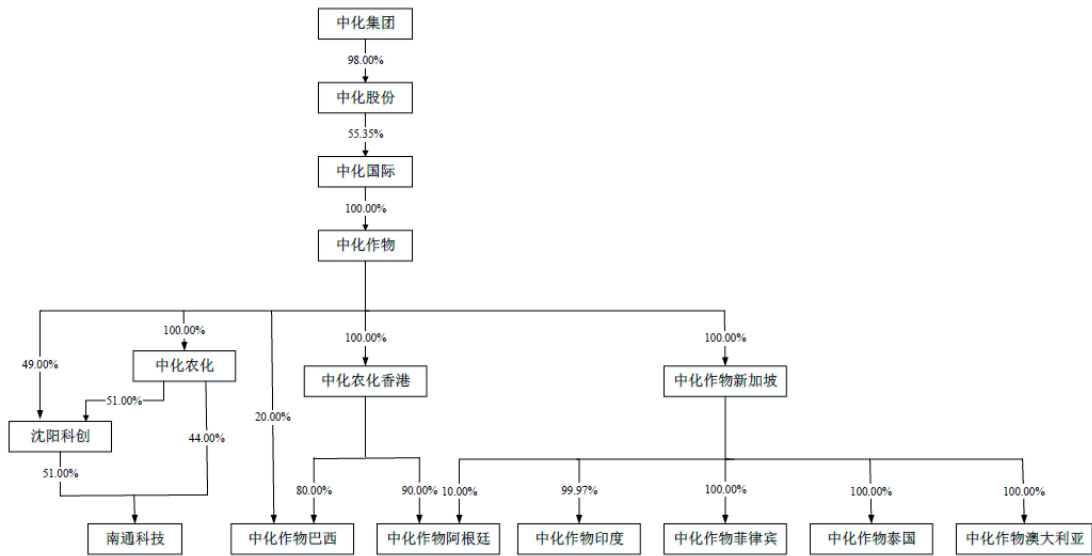 中化集团
98.00%
中化股份
55.35%
中化国际
100.00%
中化作物
100.00%
100.00%
100.00%
49.00%
中化农化
中化农化香港
中化作物新加坡
51.00%
20.00%
沈阳科创
44.00%
51.00%
80.00%
90.00%
10.00%
99.97%
100.00%
100.00%
100.00%
南通科技
中化作物巴西
中化作物阿根廷
中化作物印度
中化作物菲律宾
中化作物泰国
中化作物澳大利亚